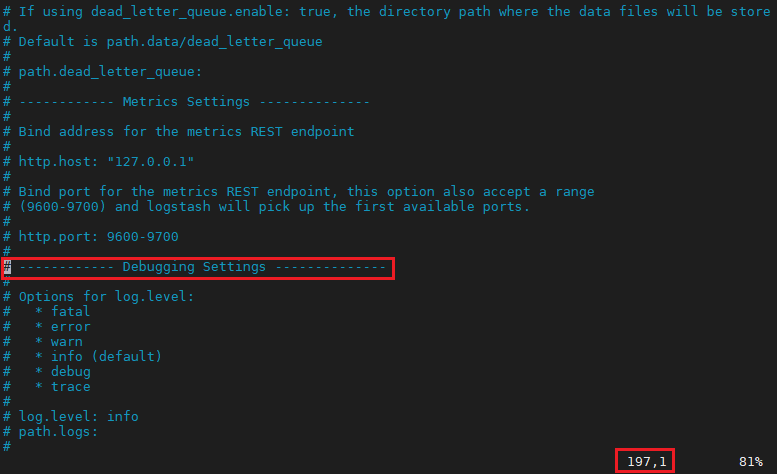 # If using dead_letter_queue.enable: true, the directory path where the data files will be store
d.
# Default is path.data/dead_letter_queue
#
# path.dead_letter_queue:
#
# ------------ Metrics Settings --------------
#
# Bind address for the metrics REST endpoint
#
# http.host: "127.0.0.1"
#
# Bind port for the metrics REST endpoint, this option also accept a range
# (9600-9700) and logstash will pick up the first available ports.
#
# http.port: 9600-9700
#
# ------------ Debugging Settings --------------
#
# Options for log.level:
#   * fatal
#   * error
#   * warn
#   * info (default)
#   * debug
#   * trace
#
# log.level: info
# path.logs:
#
197,1 81%